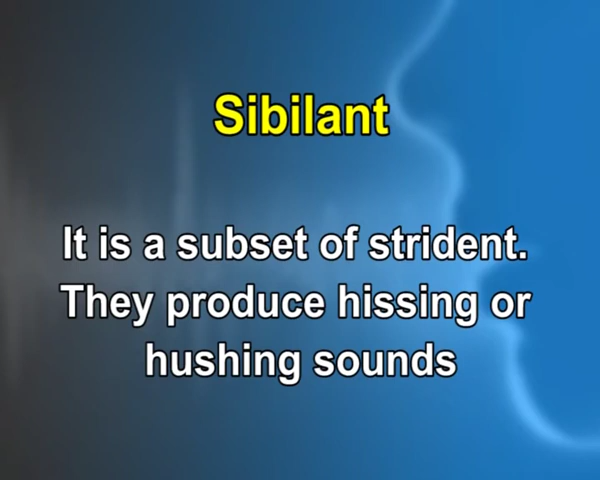 Sibilant
It is a subset of strident.
They produce hissing or
hushing sounds